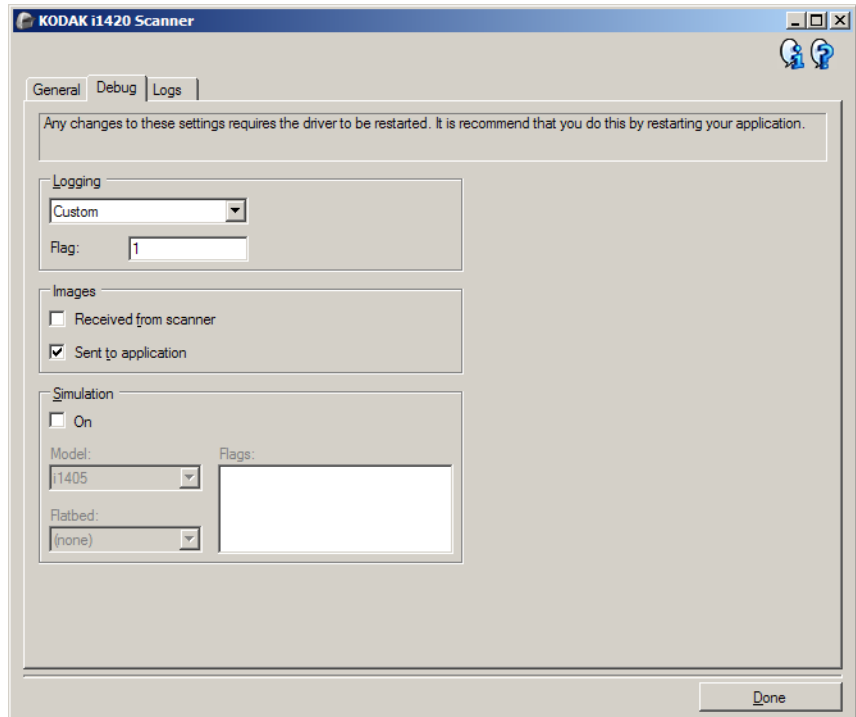 KODAK i1420 Scanner
General Debug Logs
Any changes to these settings requires the driver to be restarted. It is recommend that you do this by restarting your application.
Logging
Custom
Flag: 1
Images
Received from scanner
Sent to application
Simulation
On
Model: Flags:
i1405
Flatbed:
(none)
Done